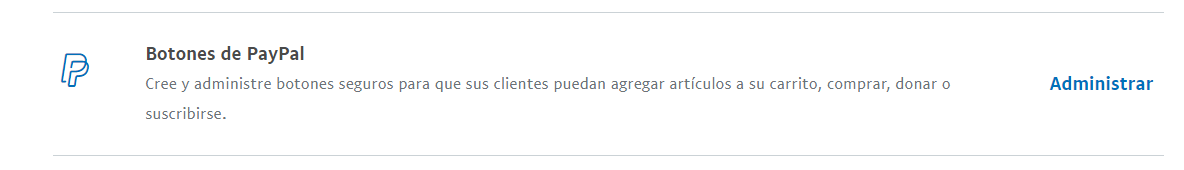 Botones de PayPal
Cree y administre botones seguros para que sus clientes puedan agregar artículos a su carrito, comprar, donar o
suscribirse.
Administrar